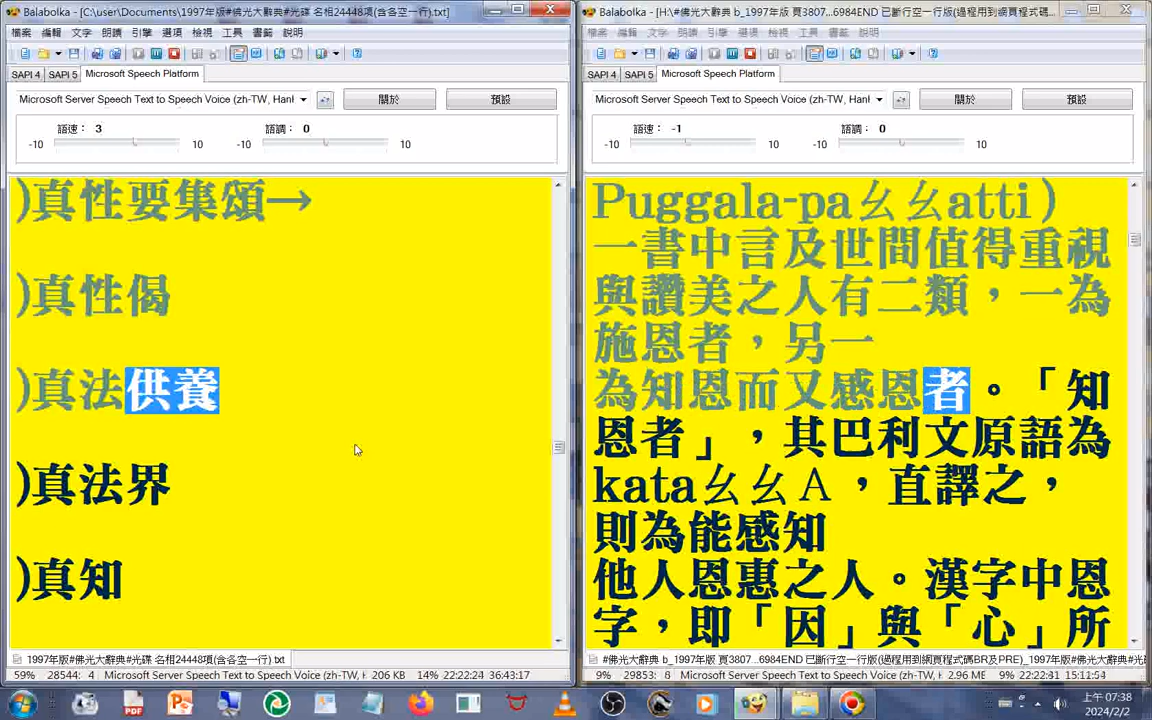 Balabolka - [C:\user\Documents\1997年版#佛光大辭典#光碟 名相24448項(含各空一行).txt]
檔案 編輯 文字 朗讀 引擎 選項 檢視 工具 書籤 說明
SAPI 4 SAPI 5 Microsoft Speech Platform
Microsoft Server Speech Text to Speech Voice (zh-TW, Hanl
關於 預設
語速： 3 語調： 0
-10 10 -10 10
)真性要集頌→
)真性偈
)真法供養
)真法界
)真知
1997年版#佛光大辭典#光碟 名相24448項(含各空一行).txt
59% 28544: 4 Microsoft Server Speech Text to Speech Voice (zh-TW, H 206 KB 14% 22:22:24 36:43:17
Balabolka - [H:\#佛光大辭典 b_1997年版 頁3807...6984END 已斷行空一行版(過程用到網頁程式碼
檔案 編輯 文字 朗讀 引擎 選項 檢視 工具 書籤 說明
SAPI 4 SAPI 5 Microsoft Speech Platform
Microsoft Server Speech Text to Speech Voice (zh-TW, Hanl
關於 預設
語速： -1 語調： 0
-10 10 -10 10
Puggala-paㄠㄠatti）
一書中言及世間值得重視
與讚美之人有二類，一為
施恩者，另一
為知恩而又感恩者。「知
恩者」，其巴利文原語為
kataㄠㄠＡ，直譯之，
則為能感知
他人恩惠之人。漢字中恩
字，即「因」與「心」所
#佛光大辭典 b_1997年版 頁3807...6984END 已斷行空一行版(過程用到網頁程式碼BR及PRE)_1997年版#光
9% 29853: 8 Microsoft Server Speech Text to Speech Voice (zh-TW, H 2.96 ME 9% 22:22:41 15:11:54
上午 07:38
2024/2/2